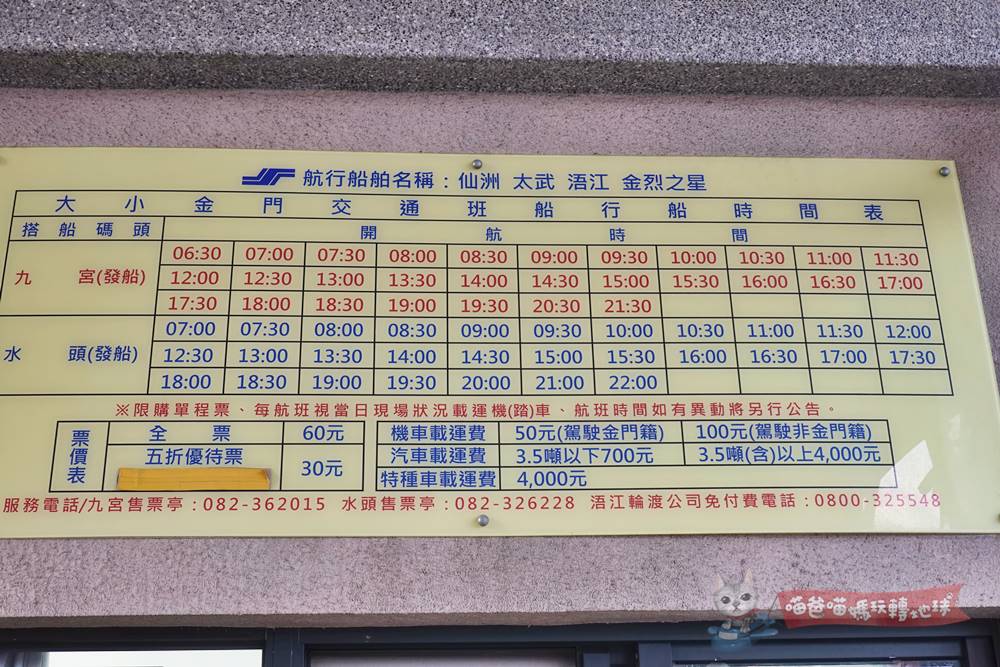 航行船舶名稱：仙洲 太武 浯江 金烈之星
大小金門交通班船行船時間表
搭船碼頭 開航時間
九宮(發船) 06:30 07:00 07:30 08:00 08:30 09:00 09:30 10:00 10:30 11:00 11:30
12:00 12:30 13:00 13:30 14:00 14:30 15:00 15:30 16:00 16:30 17:00
17:30 18:00 18:30 19:00 19:30 20:30 21:30
水頭(發船) 07:00 07:30 08:00 08:30 09:00 09:30 10:00 10:30 11:00 11:30 12:00
12:30 13:00 13:30 14:00 14:30 15:00 15:30 16:00 16:30 17:00 17:30
18:00 18:30 19:00 19:30 20:00 21:00 22:00
※限購單程票、每航班視當日現場狀況載運機(踏)車、航班時間如有異動將另行公告。
票價表 全票 60元 機車載運費 50元(駕駛金門籍) 100元(駕駛非金門籍)
五折優待票 30元 汽車載運費 3.5噸以下700元 3.5噸(含)以上4,000元
特種車載運費 4,000元
服務電話/九宮售票亭：082-362015 水頭售票亭：082-326228 浯江輪渡公司免付費電話：0800-325548
喵爸喵媽玩轉地球